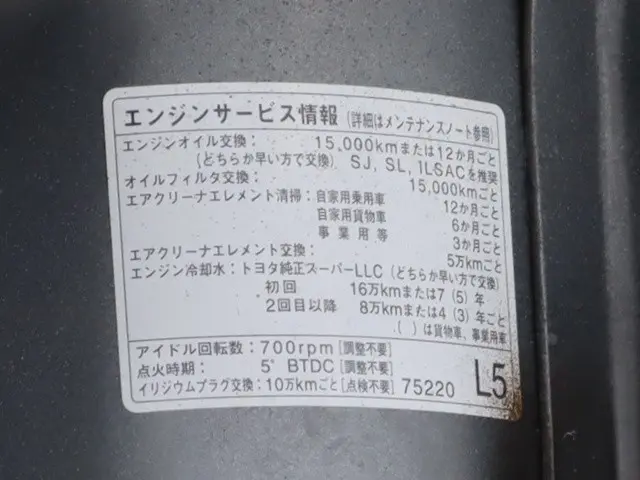 エンジンサービス情報 (詳細はメンテナンスノート参照)
エンジンオイル交換: 15,000kmまたは12か月ごと
(どちらか早い方で交換) SJ, SL, ILSACを推奨
オイルフィルタ交換: 15,000kmごと
エアクリーナエレメント清掃: 自家用乗用車 12か月ごと
自家用貨物車 6か月ごと
事業用等 3か月ごと
エアクリーナエレメント交換: 5万kmごと
エンジン冷却水: トヨタ純正スーパーLLC (どちらか早い方で交換)
初回 16万kmまたは7 (5) 年
2回目以降 8万kmまたは4 (3) 年ごと
( ) は貨物車、事業用車
アイドル回転数: 700rpm [調整不要]
点火時期: 5° BTDC [調整不要]
イリジウムプラグ交換: 10万kmごと [点検不要] 75220 L5